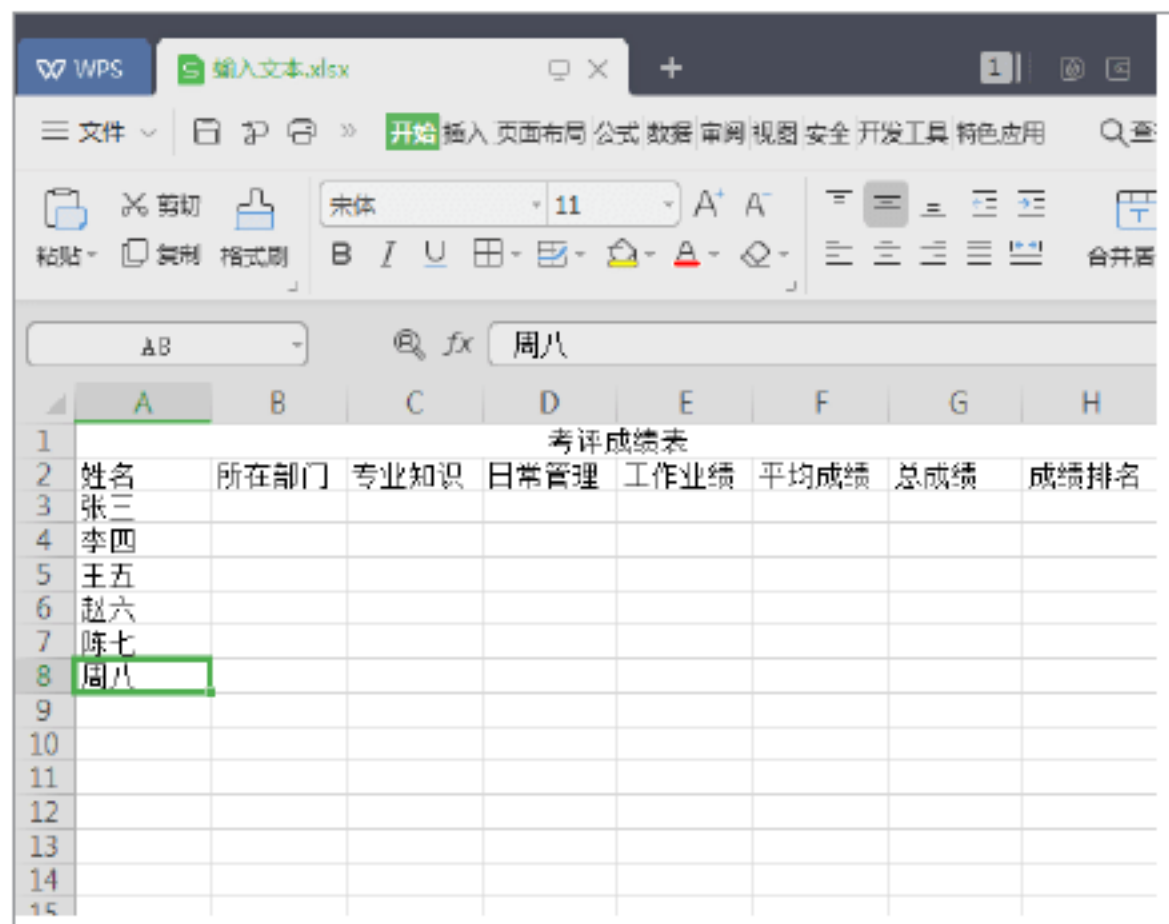 WPS 输入文本.xlsx 1
文件 开始 插入 页面布局 公式 数据 审阅 视图 安全 开发工具 特色应用 查
剪切 宋体 11 A+ A-
粘贴 复制 格式刷 B I U A 合并居
A8 fx 周八
A B C D E F G H
1 考评成绩表
2 姓名 所在部门 专业知识 日常管理 工作业绩 平均成绩 总成绩 成绩排名
3 张三
4 李四
5 王五
6 赵六
7 陈七
8 周八
9
10
11
12
13
14
15